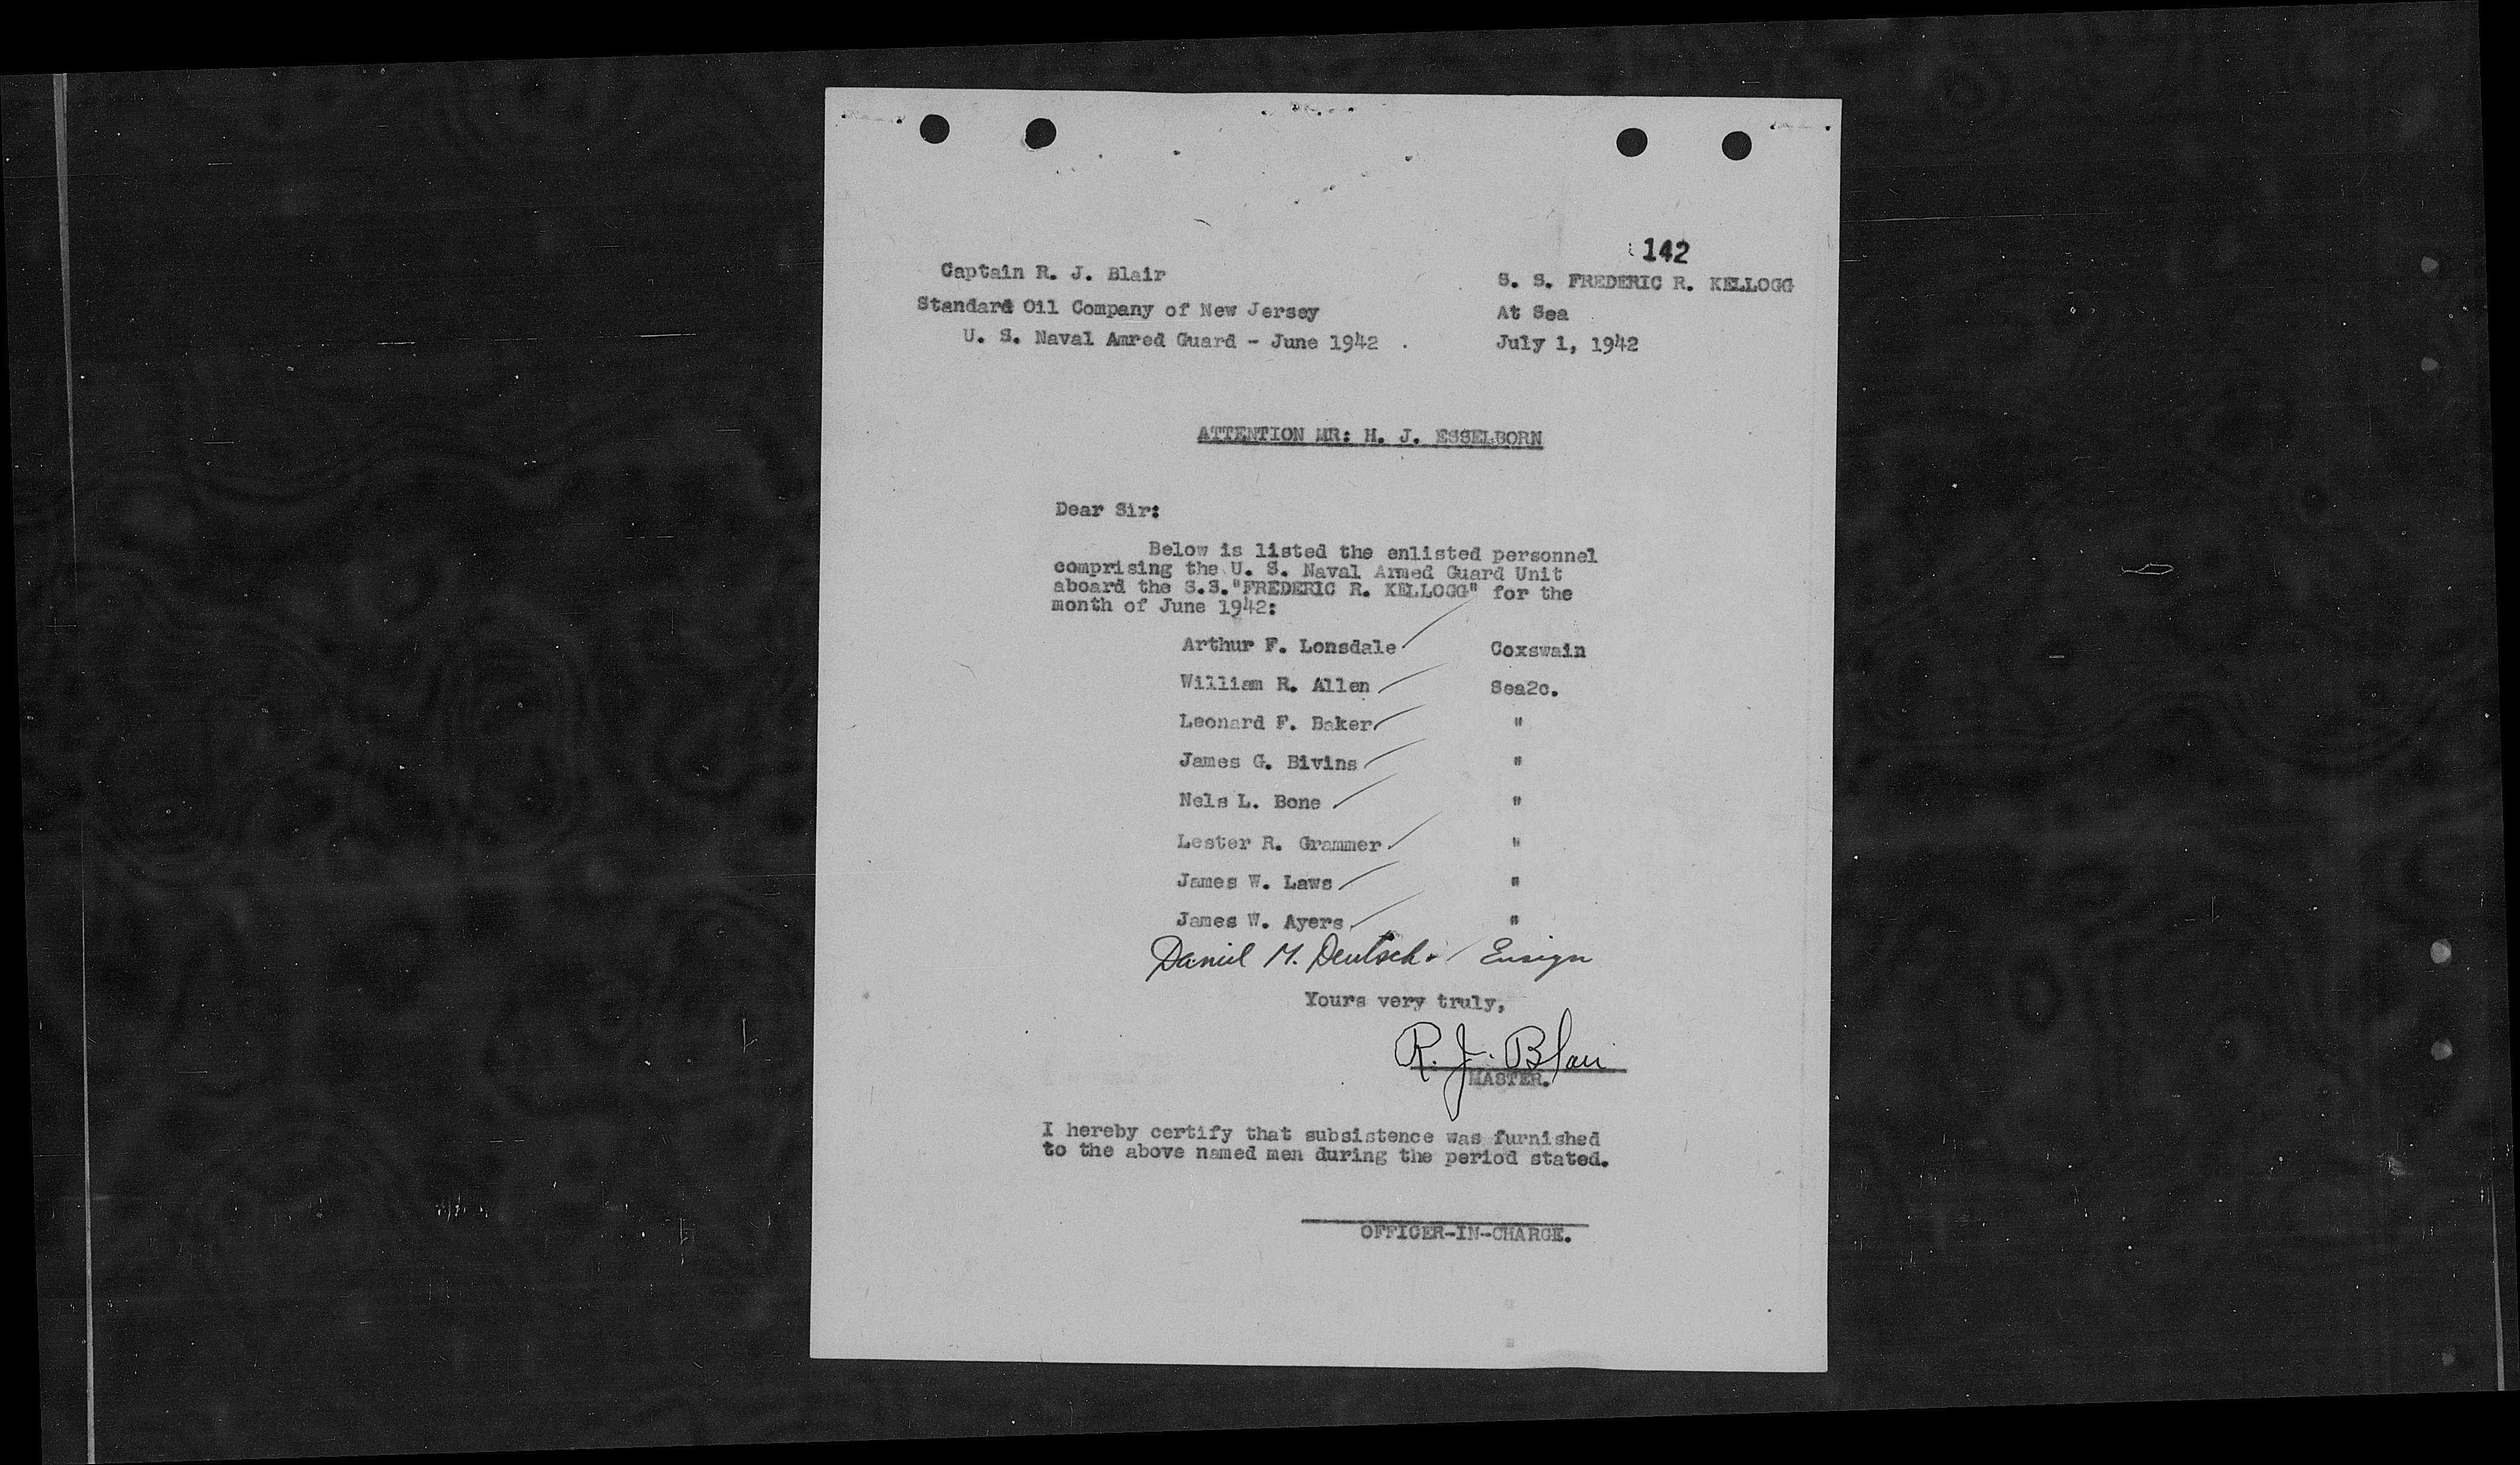 142
Captain R. J. Blair S. S. FREDERIC R. KELLOGG
Standard Oil Company of New Jersey At Sea
U. S. Naval Amred Guard - June 1942 . July 1, 1942
ATTENTION MR: H. J. ESSELBORN
Dear Sir:
Below is listed the enlisted personnel
comprising the U. S. Naval Armed Guard Unit
aboard the S.S."FREDERIC R. KELLOGG" for the
month of June 1942:
Arthur F. Lonsdale Coxswain
William R. Allen Sea2c.
Leonard F. Baker "
James G. Bivins "
Nels L. Bone "
Lester R. Grammer "
James W. Laws "
James W. Ayers "
Daniel M. Deutsch Ensign
Yours very truly,
R. J. Blair
MASTER.
I hereby certify that subsistence was furnished
to the above named men during the period stated.
OFFICER-IN-CHARGE.